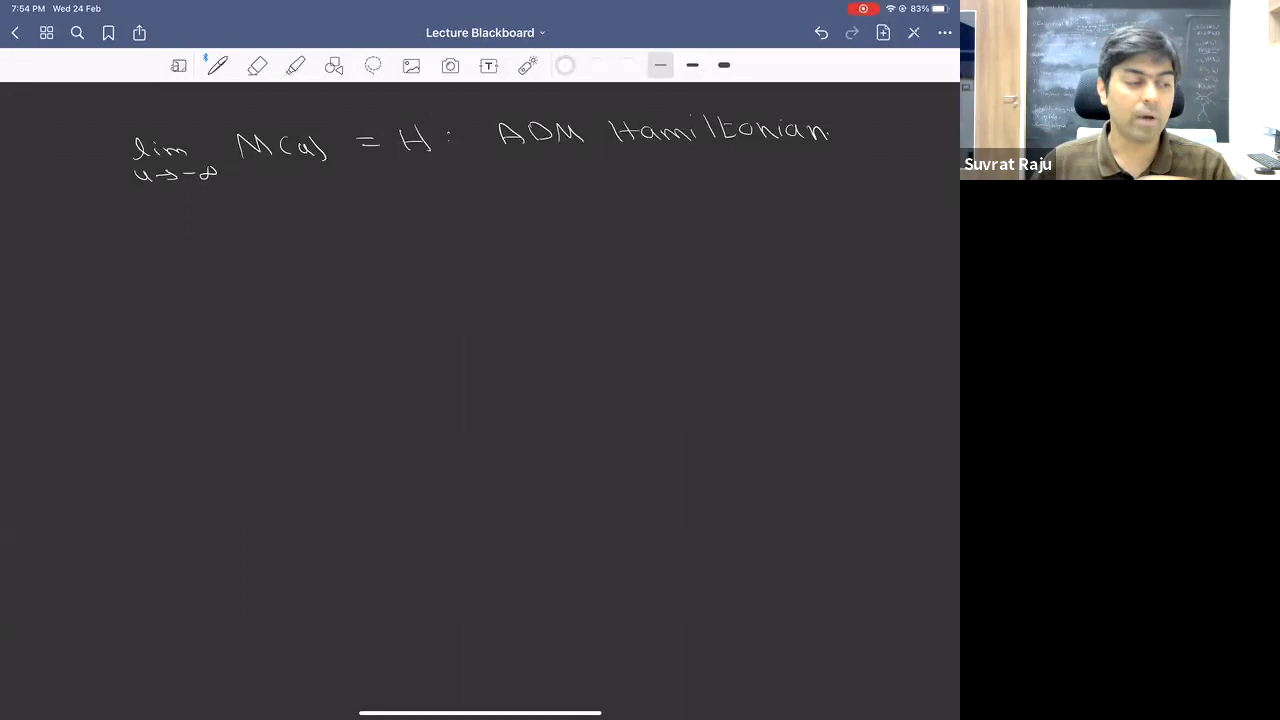 7:54 PM Wed 24 Feb
83%
Lecture Blackboard
lim M(u) = H : ADM Hamiltonian.
u→-∞
Suvrat Raju